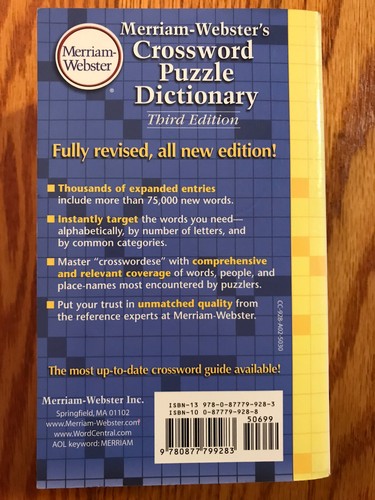 Merriam-
Webster
®
Merriam-Webster's
Crossword
Puzzle
Dictionary
Third Edition
Fully revised, all new edition!
Thousands of expanded entries
include more than 75,000 new words.
Instantly target the words you need—
alphabetically, by number of letters, and
by common categories.
Master "crosswordese" with comprehensive
and relevant coverage of words, people, and
place-names most encountered by puzzlers.
Put your trust in unmatched quality from
the reference experts at Merriam-Webster.
CC-928-A02-5030
The most up-to-date crossword guide available!
Merriam-Webster Inc.
Springfield, MA 01102
www.Merriam-Webster.com
www.WordCentral.com
AOL keyword: MERRIAM
ISBN-13 978-0-87779-928-3
ISBN-10 0-87779-928-8
50699
9 780877 799283